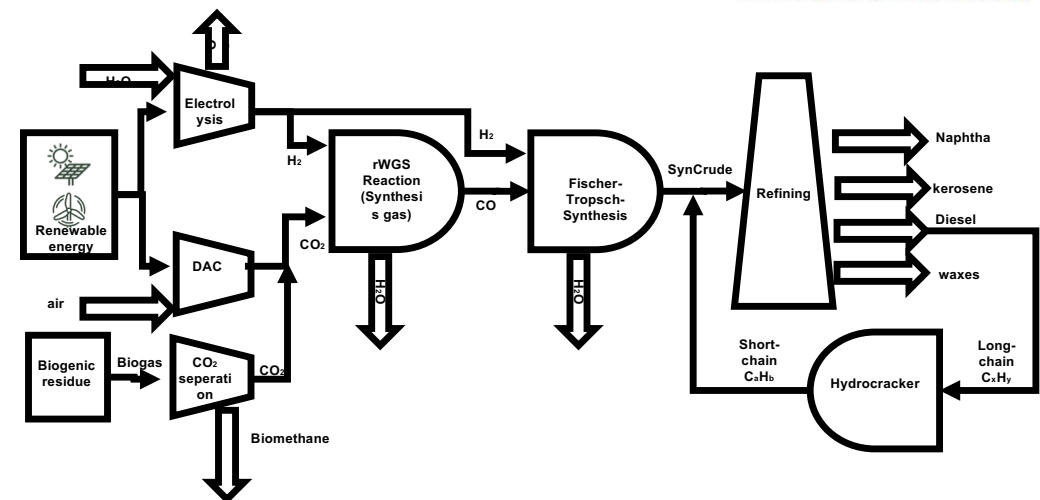 H₂O
Electrol
ysis
H₂
H₂
rWGS
Reaction
(Synthesi
s gas)
CO
Fischer-
Tropsch-
Synthesis
SynCrude
Refining
Naphtha
kerosene
Diesel
waxes
Renewable
energy
CO₂
DAC
air
H₂O
H₂O
Biogenic
residue
Biogas
CO₂
seperati
on
CO₂
Biomethane
Short-
chain
CₐHb
Hydrocracker
Long-
chain
CₓHy